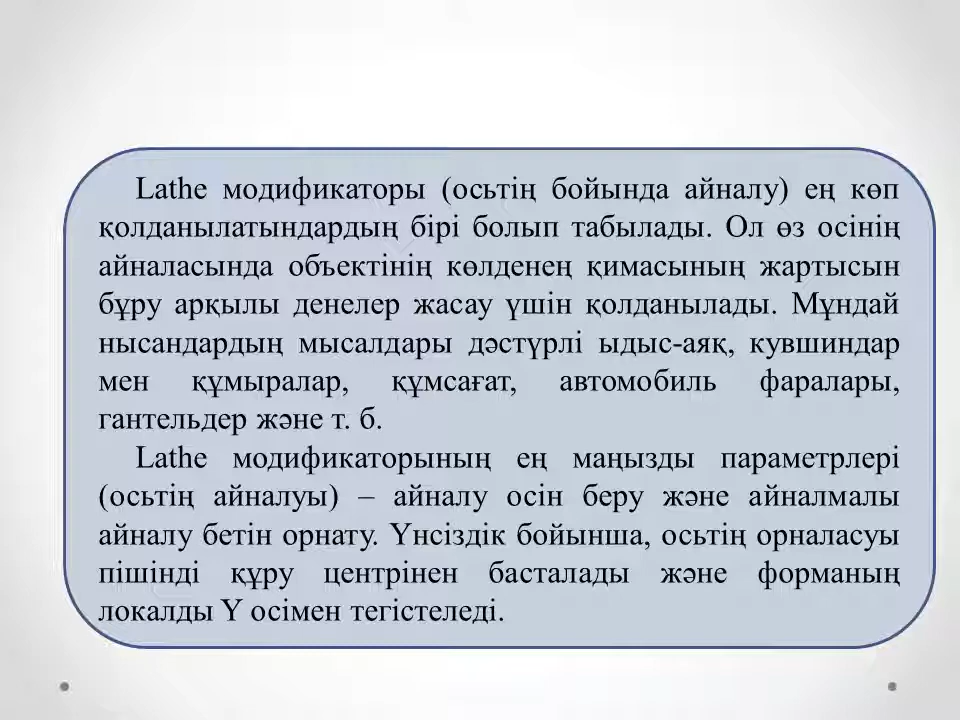 Lathe модификаторы (осьтің бойында айналу) ең көп
қолданылатындардың бірі болып табылады. Ол өз осінің
айналасында объектінің көлденең қимасының жартысын
бұру арқылы денелер жасау үшін қолданылады. Мұндай
нысандардың мысалдары дәстүрлі ыдыс-аяқ, кувшиндар
мен құмыралар, құмсағат, автомобиль фаралары,
гантельдер және т. б.
Lathe модификаторының ең маңызды параметрлері
(осьтің айналуы) – айналу осін беру және айналмалы
айналу бетін орнату. Үнсіздік бойынша, осьтің орналасуы
пішінді құру центрінен басталады және форманың
локалды Y осімен тегістеледі.